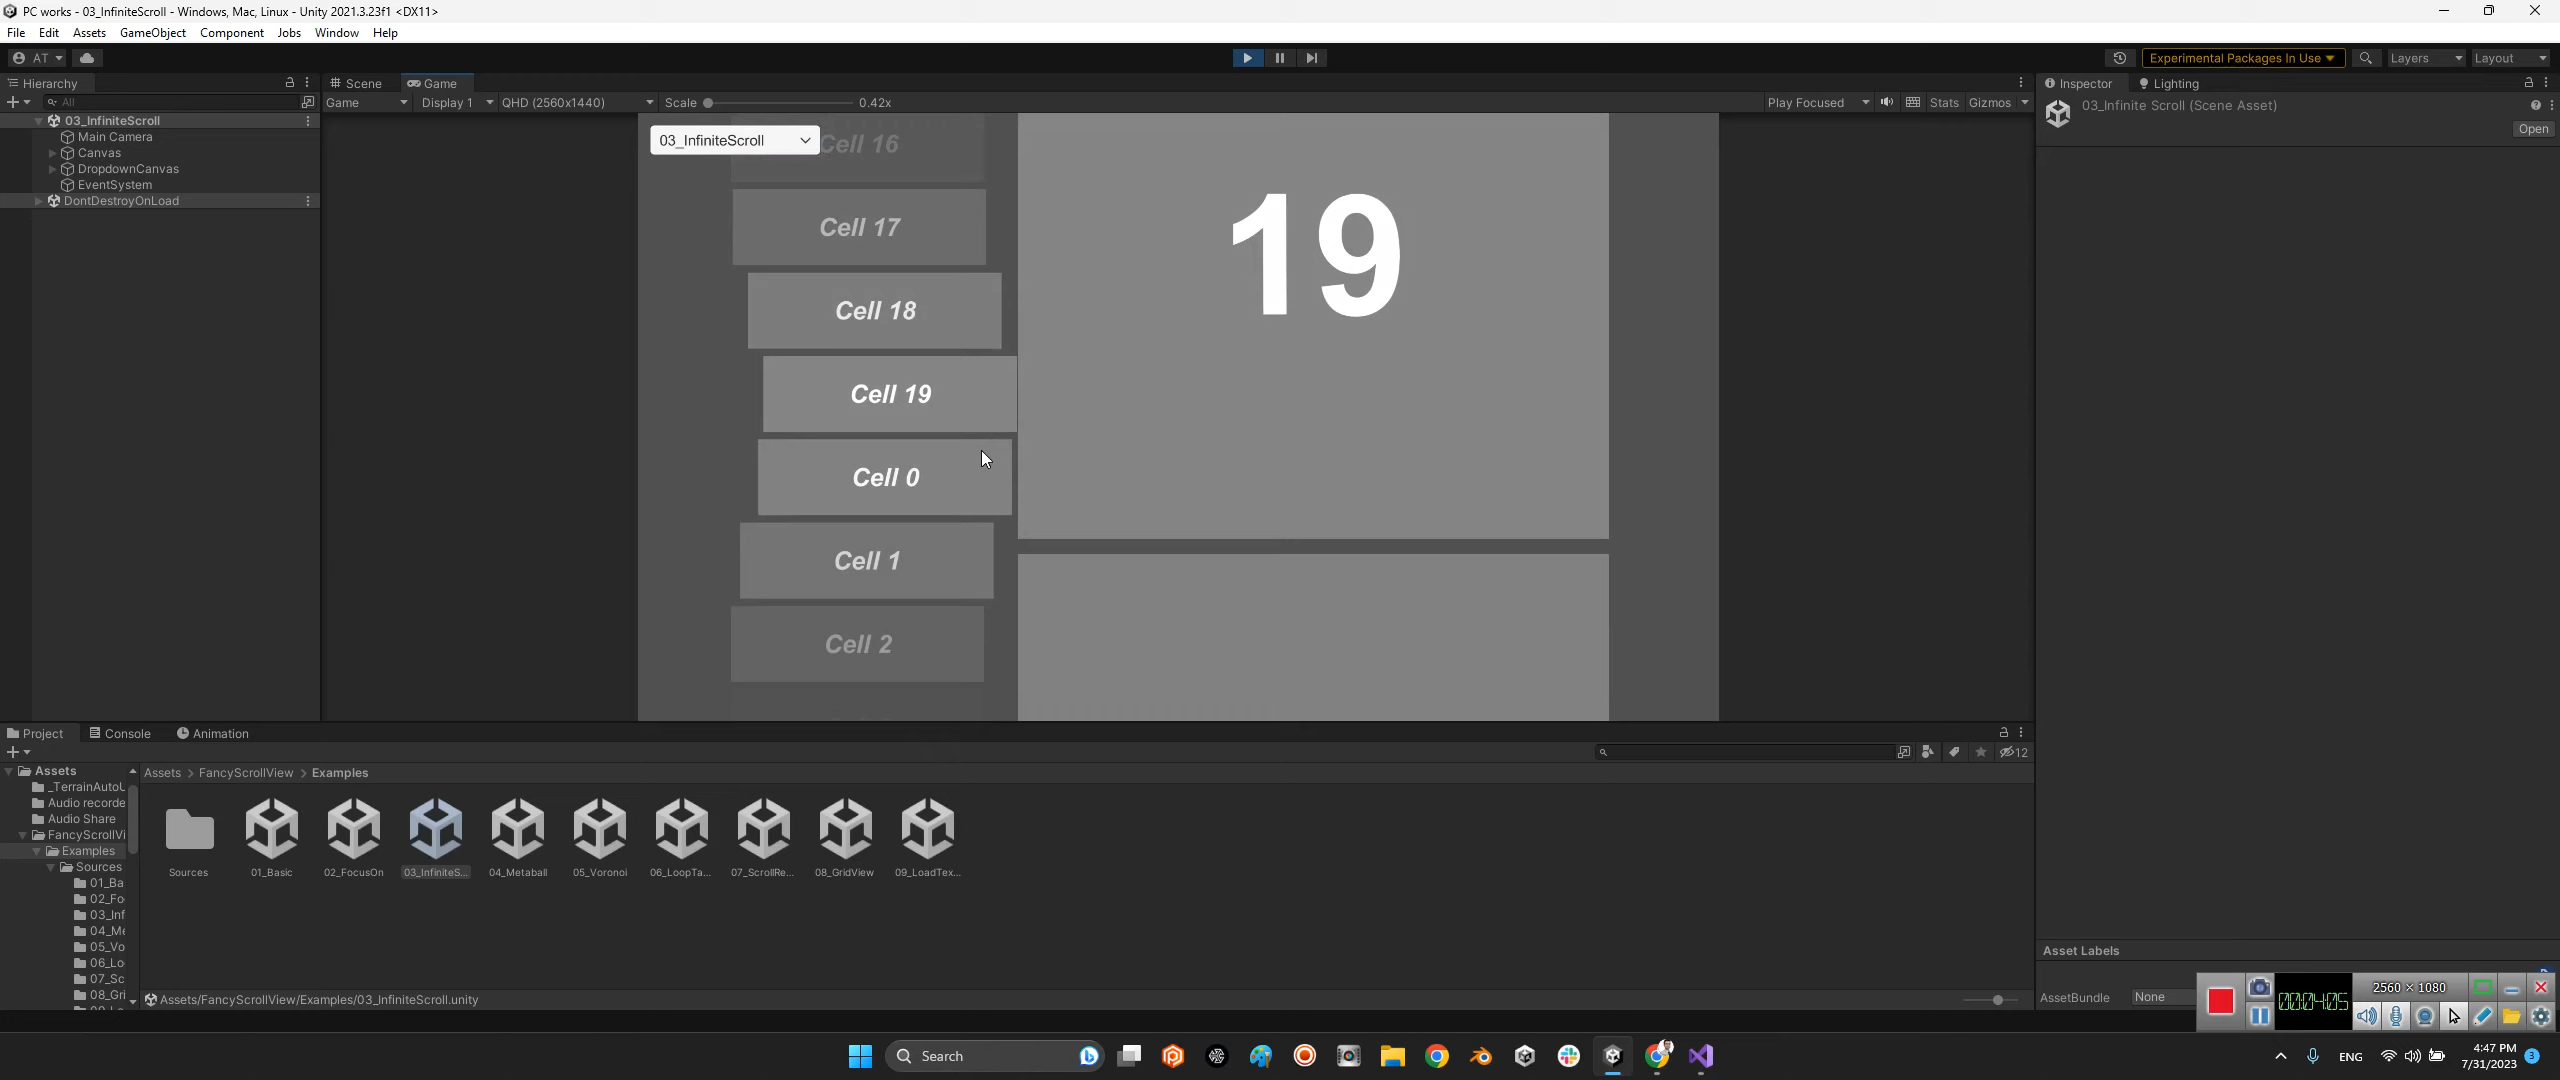 PC works - 03_InfiniteScroll - Windows, Mac, Linux - Unity 2021.3.23f1 <DX11>
File Edit Assets GameObject Component Jobs Window Help
AT
Experimental Packages In Use
Layers
Layout
Hierarchy
Scene
Game
Inspector
Lighting
All
Game
Display 1
QHD (2560x1440)
Scale
0.42x
Play Focused
Stats
Gizmos
03_Infinite Scroll (Scene Asset)
Open
03_InfiniteScroll
Main Camera
Canvas
DropdownCanvas
EventSystem
DontDestroyOnLoad
03_InfiniteScroll
Cell 16
Cell 17
Cell 18
Cell 19
Cell 0
Cell 1
Cell 2
19
Project
Console
Animation
12
Assets
_TerrainAutoU
Audio recorde
Audio Share
FancyScrollVi
Examples
Sources
01_Ba
02_Fo
03_Inf
04_Me
05_Vo
06_Lo
07_Sc
08_Gri
Assets > FancyScrollView > Examples
Sources
01_Basic
02_FocusOn
03_InfiniteS...
04_Metaball
05_Voronoi
06_LoopTa...
07_ScrollRe...
08_GridView
09_LoadTex...
Assets/FancyScrollView/Examples/03_InfiniteScroll.unity
Asset Labels
AssetBundle
None
00:04:05
2560 × 1080
Search
ENG
4:47 PM
7/31/2023
3